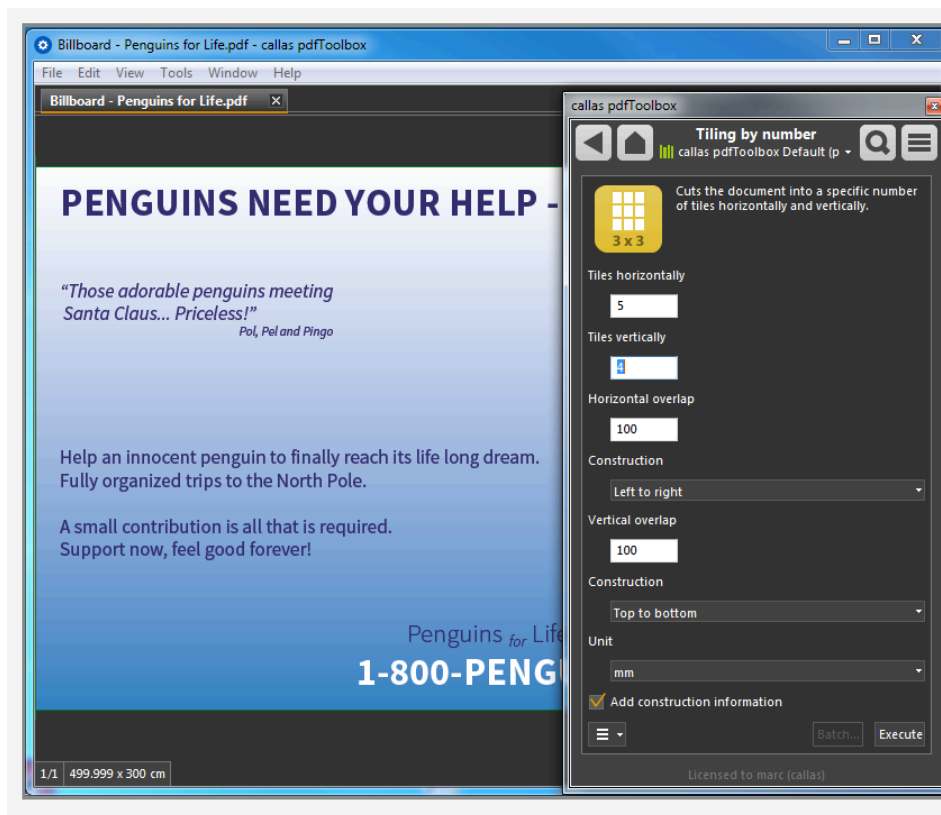 Billboard - Penguins for Life.pdf - callas pdfToolbox
File Edit View Tools Window Help
Billboard - Penguins for Life.pdf
PENGUINS NEED YOUR HELP -
“Those adorable penguins meeting
Santa Claus... Priceless!”
Pol, Pel and Pingo
Help an innocent penguin to finally reach its life long dream.
Fully organized trips to the North Pole.
A small contribution is all that is required.
Support now, feel good forever!
Penguins for Life
1-800-PENGU
1/1 499.999 x 300 cm
callas pdfToolbox
Tiling by number
callas pdfToolbox Default (p
3 x 3
Cuts the document into a specific number
of tiles horizontally and vertically.
Tiles horizontally
5
Tiles vertically
4
Horizontal overlap
100
Construction
Left to right
Vertical overlap
100
Construction
Top to bottom
Unit
mm
Add construction information
Batch... Execute
Licensed to marc (callas)